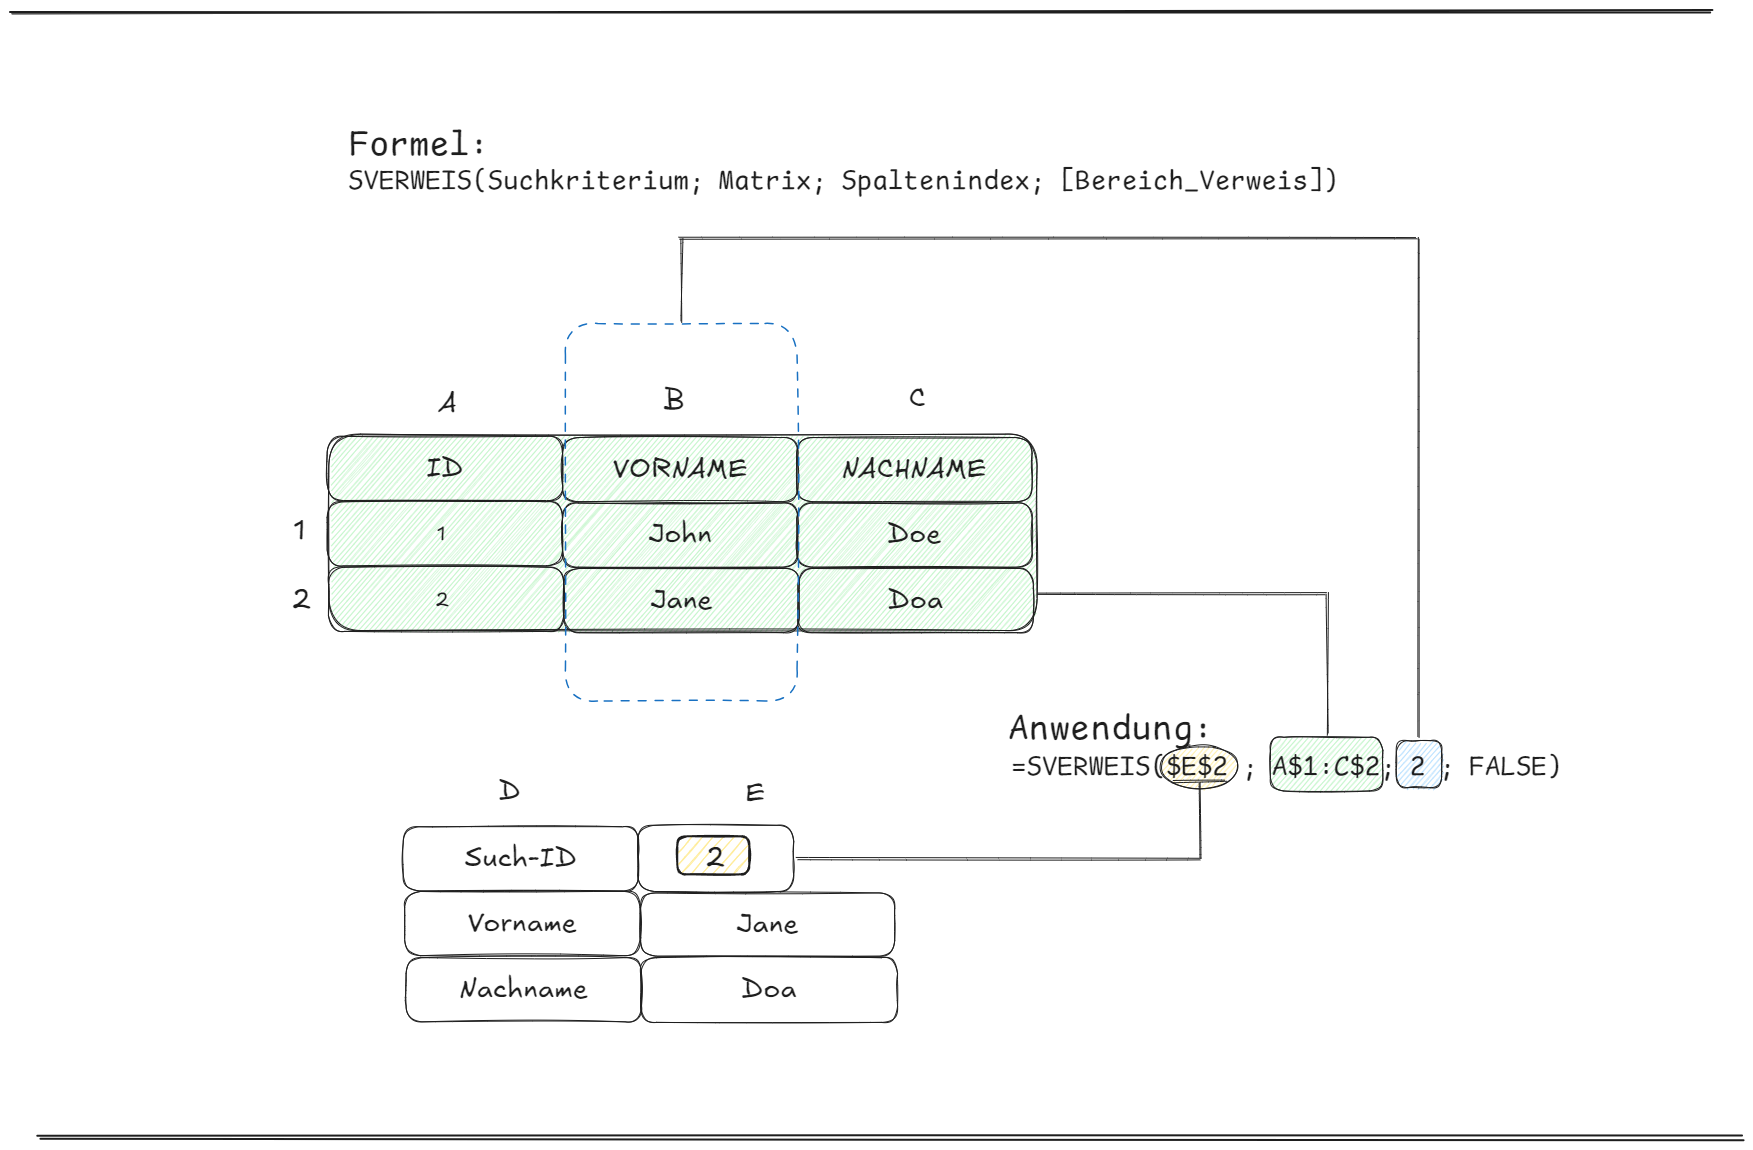 Formel:
SVERWEIS(Suchkriterium; Matrix; Spaltenindex; [Bereich_Verweis])
A B C
ID VORNAME NACHNAME
1 1 John Doe
2 2 Jane Doa
Anwendung:
=SVERWEIS($E$2 ; A$1:C$2; 2 ; FALSE)
D E
Such-ID 2
Vorname Jane
Nachname Doa